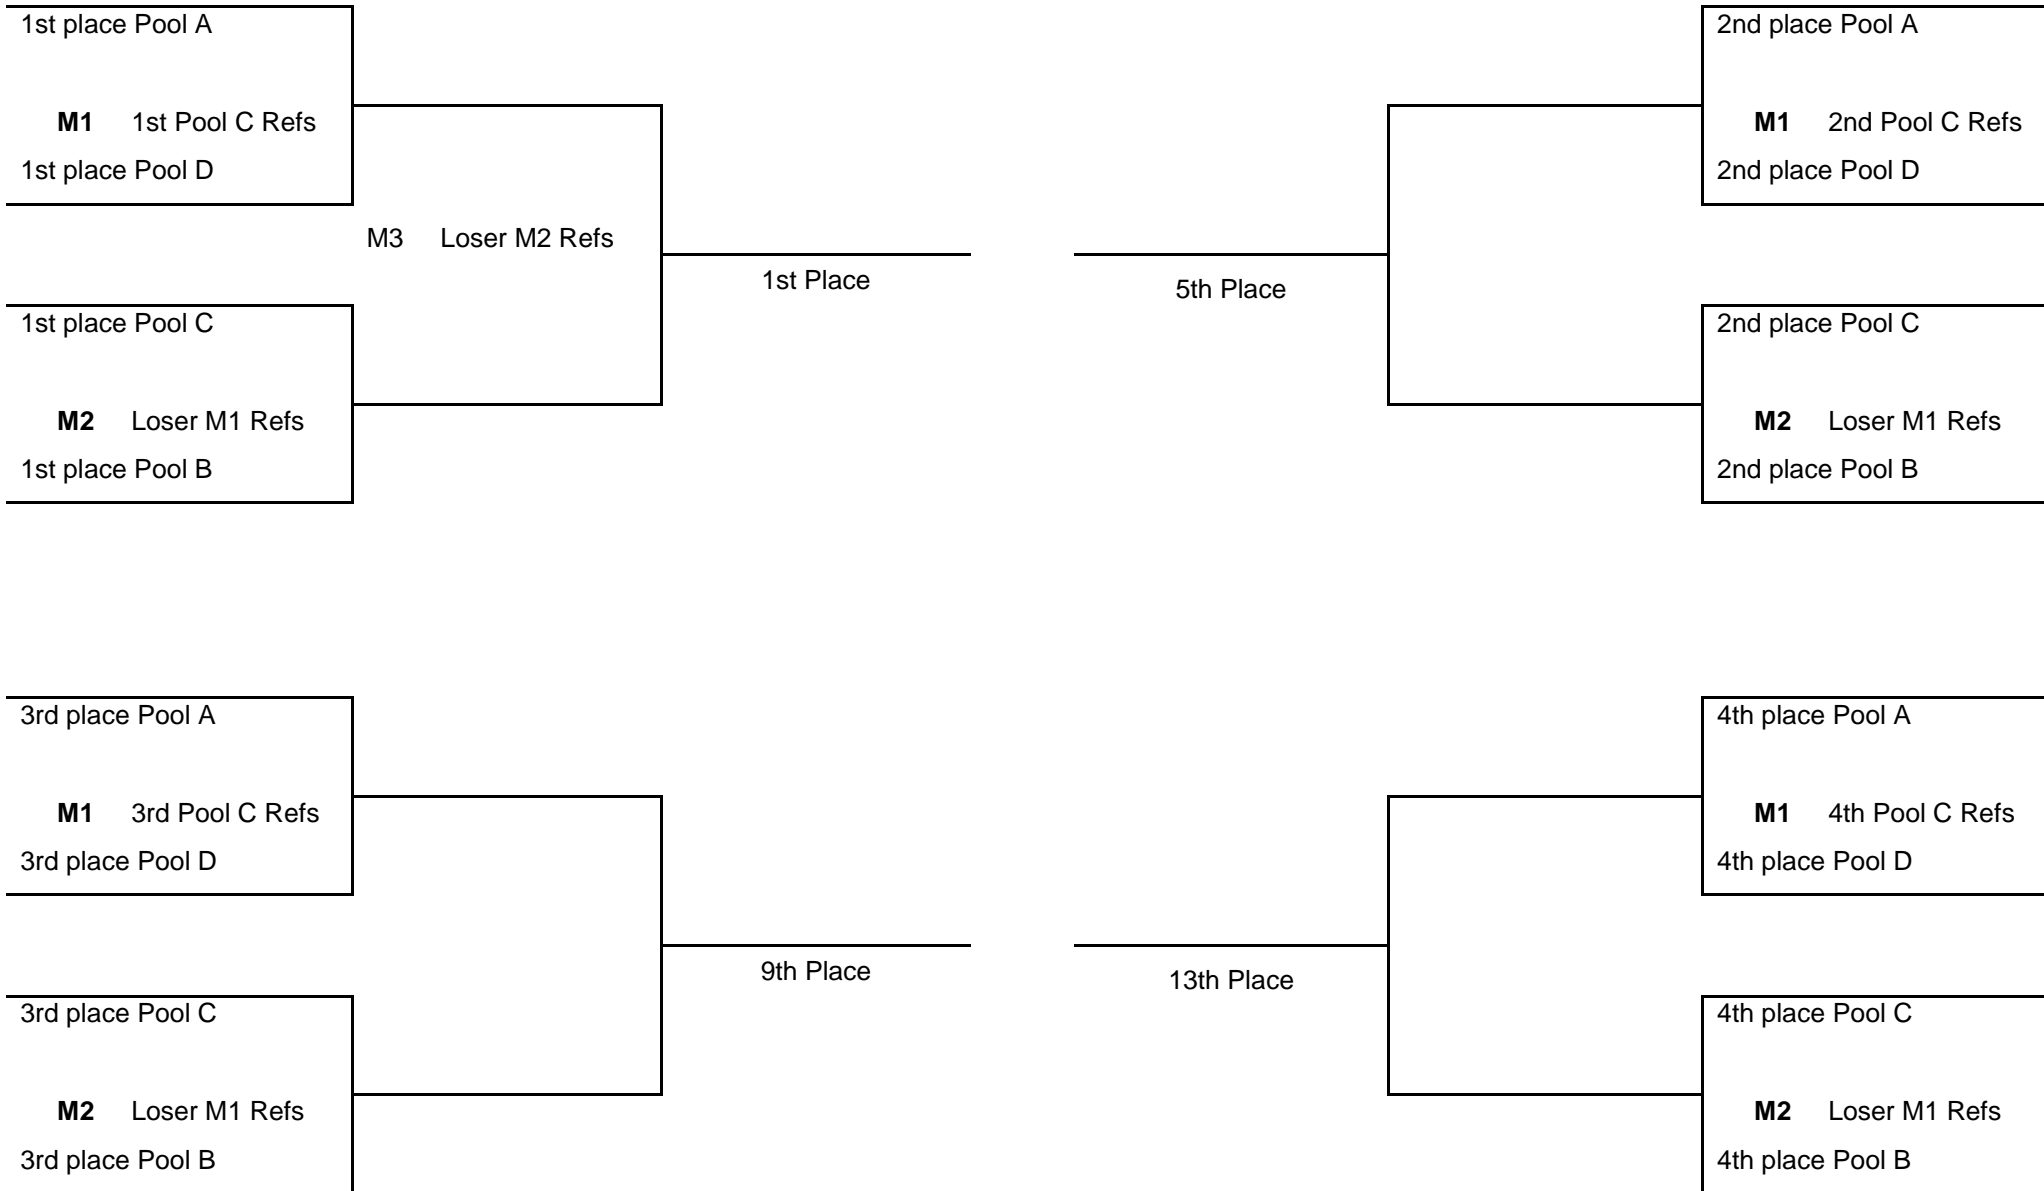 1st place Pool A
M1 1st Pool C Refs
1st place Pool D
M3 Loser M2 Refs
1st Place
1st place Pool C
M2 Loser M1 Refs
1st place Pool B
2nd place Pool A
M1 2nd Pool C Refs
2nd place Pool D
5th Place
2nd place Pool C
M2 Loser M1 Refs
2nd place Pool B
3rd place Pool A
M1 3rd Pool C Refs
3rd place Pool D
9th Place
3rd place Pool C
M2 Loser M1 Refs
3rd place Pool B
4th place Pool A
M1 4th Pool C Refs
4th place Pool D
13th Place
4th place Pool C
M2 Loser M1 Refs
4th place Pool B